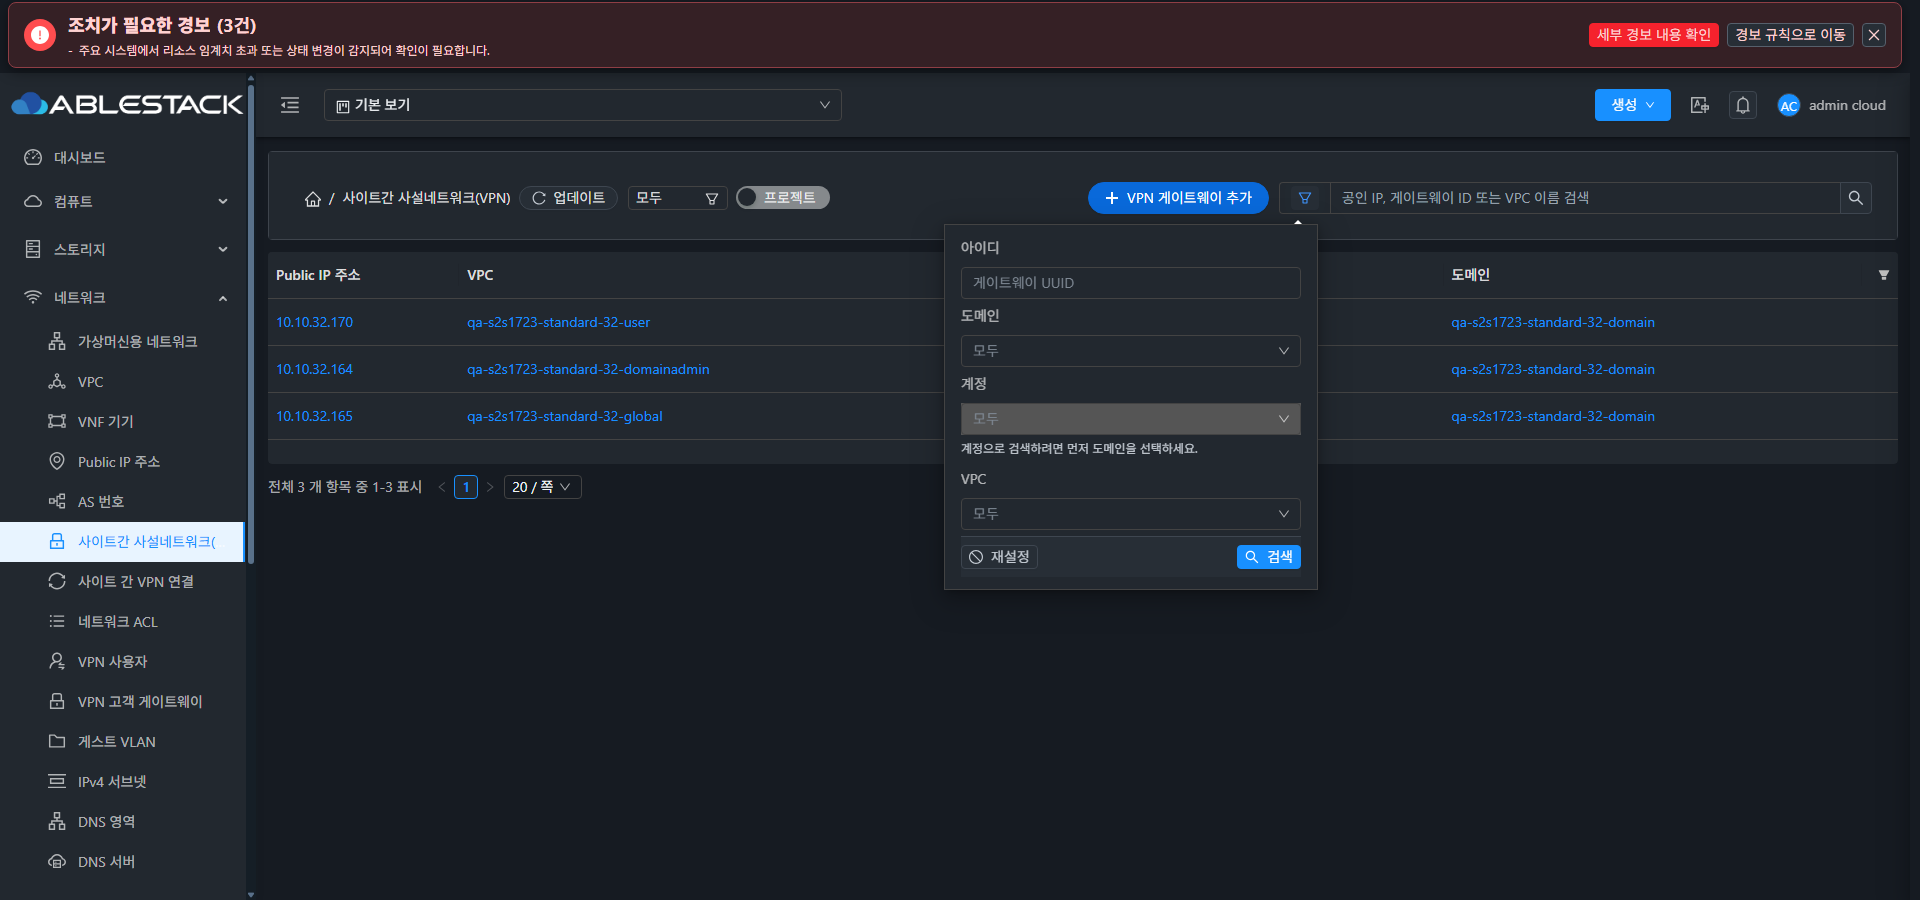 조치가 필요한 경보 (3건)
- 주요 시스템에서 리소스 임계치 초과 또는 상태 변경이 감지되어 확인이 필요합니다.
세부 경보 내용 확인
경보 규칙으로 이동
ABLESTACK
기본 보기
생성
AC
admin cloud
대시보드
컴퓨트
스토리지
네트워크
가상머신용 네트워크
VPC
VNF 기기
Public IP 주소
AS 번호
사이트간 사설네트워크(
사이트 간 VPN 연결
네트워크 ACL
VPN 사용자
VPN 고객 게이트웨이
게스트 VLAN
IPv4 서브넷
DNS 영역
DNS 서버
/ 사이트간 사설네트워크(VPN)
업데이트
모두
프로젝트
+ VPN 게이트웨이 추가
공인 IP, 게이트웨이 ID 또는 VPC 이름 검색
Public IP 주소 VPC 도메인
10.10.32.170 qa-s2s1723-standard-32-user qa-s2s1723-standard-32-domain
10.10.32.164 qa-s2s1723-standard-32-domainadmin qa-s2s1723-standard-32-domain
10.10.32.165 qa-s2s1723-standard-32-global qa-s2s1723-standard-32-domain
전체 3 개 항목 중 1-3 표시 < 1 > 20 / 쪽
아이디
게이트웨이 UUID
도메인
모두
계정
모두
계정으로 검색하려면 먼저 도메인을 선택하세요.
VPC
모두
재설정
검색